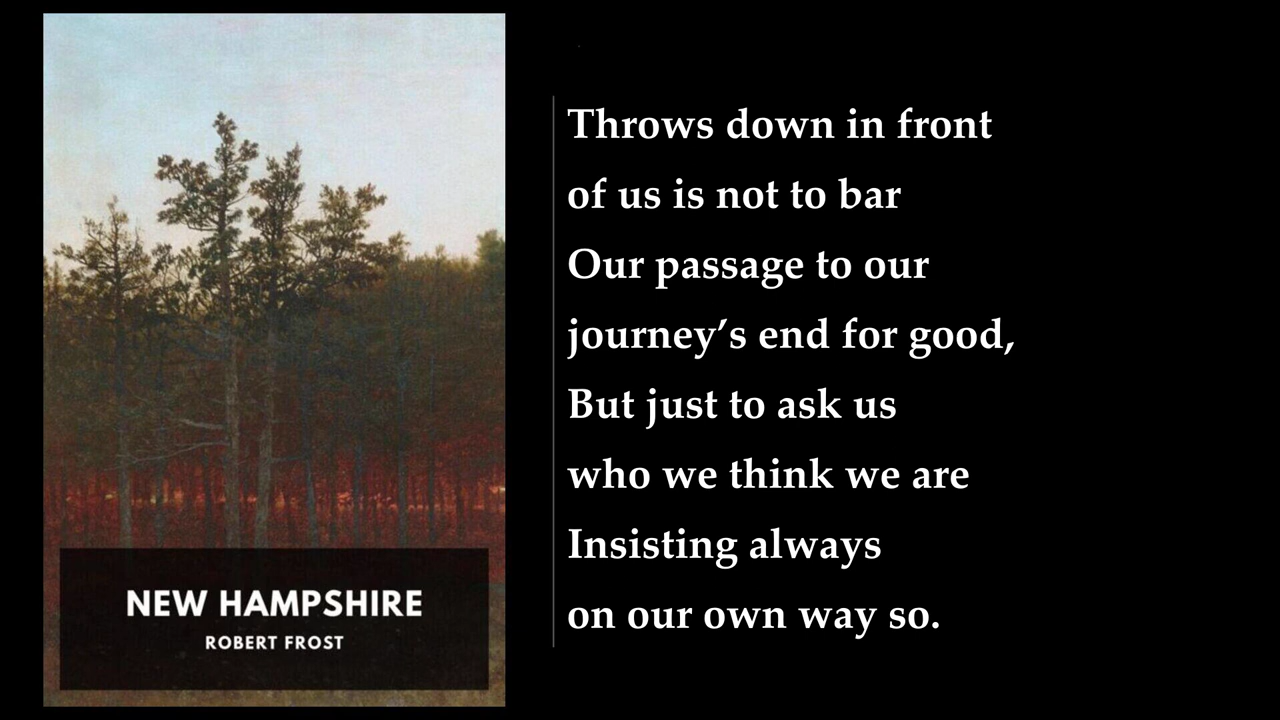 NEW HAMPSHIRE
ROBERT FROST
Throws down in front
of us is not to bar
Our passage to our
journey’s end for good,
But just to ask us
who we think we are
Insisting always
on our own way so.